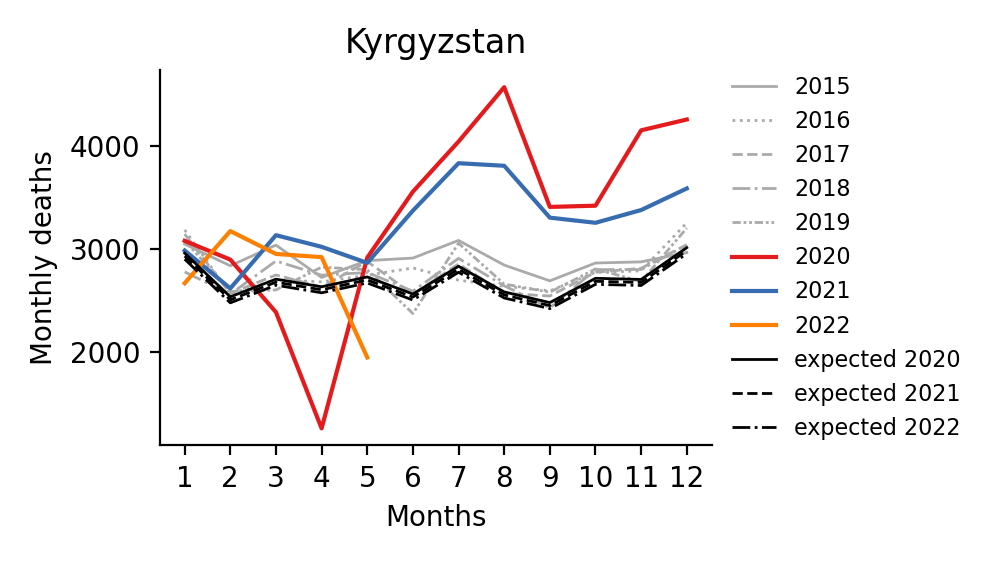 Kyrgyzstan
Monthly deaths
4000
3000
2000
1 2 3 4 5 6 7 8 9 10 11 12
Months
2015
2016
2017
2018
2019
2020
2021
2022
expected 2020
expected 2021
expected 2022